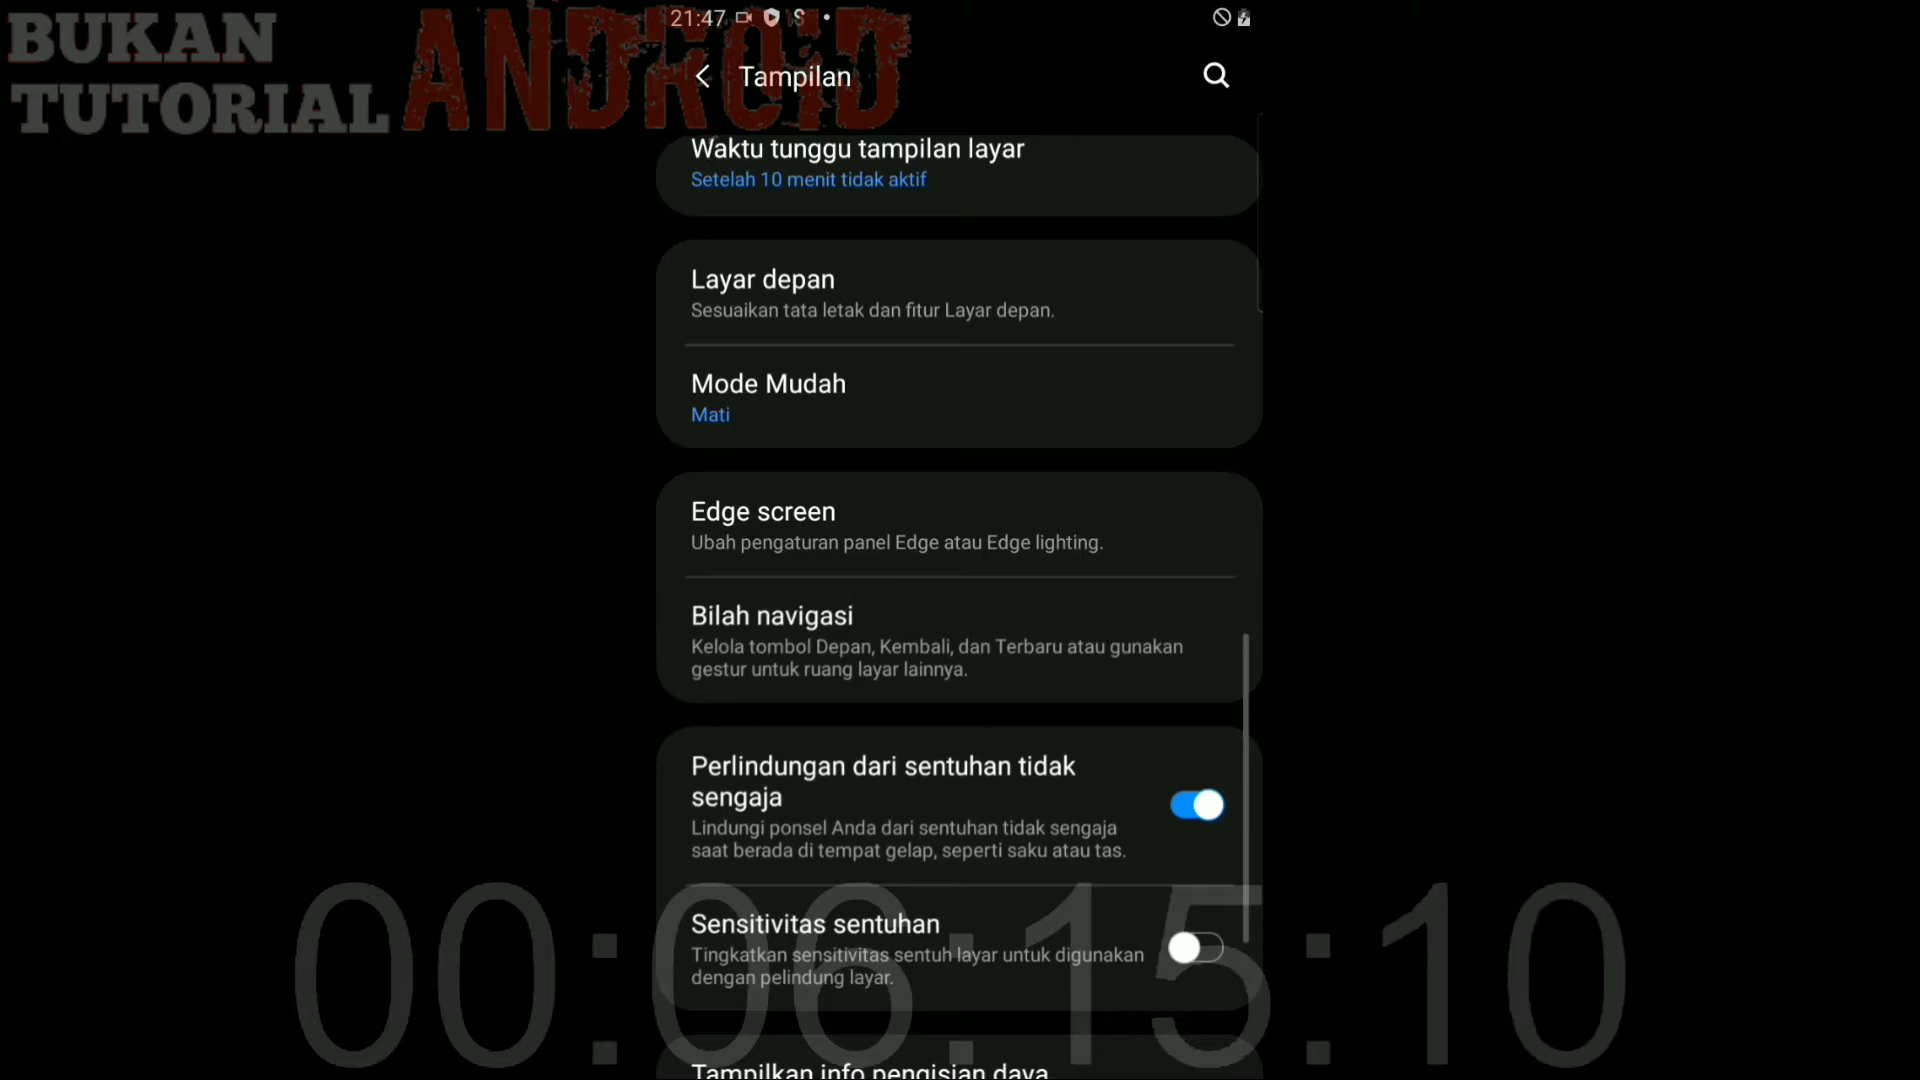 BUKAN
TUTORIAL
ANDROID
21:47
Tampilan
Waktu tunggu tampilan layar
Setelah 10 menit tidak aktif
Layar depan
Sesuaikan tata letak dan fitur Layar depan.
Mode Mudah
Mati
Edge screen
Ubah pengaturan panel Edge atau Edge lighting.
Bilah navigasi
Kelola tombol Depan, Kembali, dan Terbaru atau gunakan
gestur untuk ruang layar lainnya.
Perlindungan dari sentuhan tidak
sengaja
Lindungi ponsel Anda dari sentuhan tidak sengaja
saat berada di tempat gelap, seperti saku atau tas.
Sensitivitas sentuhan
Tingkatkan sensitivitas sentuh layar untuk digunakan
dengan pelindung layar.
00:06:15:10
Tampilkan info pengisian daya